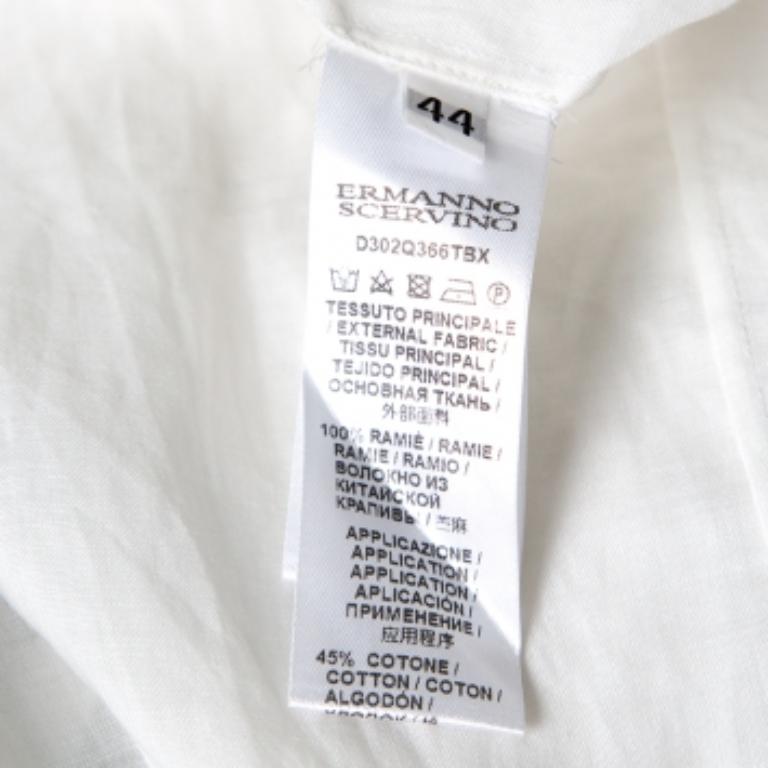 44
ERMANNO
SCERVINO
D302Q366TBX
TESSUTO PRINCIPALE
/ EXTERNAL FABRIC /
TISSU PRINCIPAL /
TEJIDO PRINCIPAL /
ОСНОВНАЯ ТКАНЬ /
外部面料
100% RAMIÈ / RAMIE /
RAMIE / RAMIO /
ВОЛОКНО ИЗ
КИТАЙСКОЙ
КРАПИВЫ / 苎麻
APPLICAZIONE /
APPLICATION /
APPLICATION /
APLICACIÓN /
ПРИМЕНЕНИЕ /
应用程序
45% COTONE /
COTTON / COTON /
ALGODÓN /
ХЛОПОК /